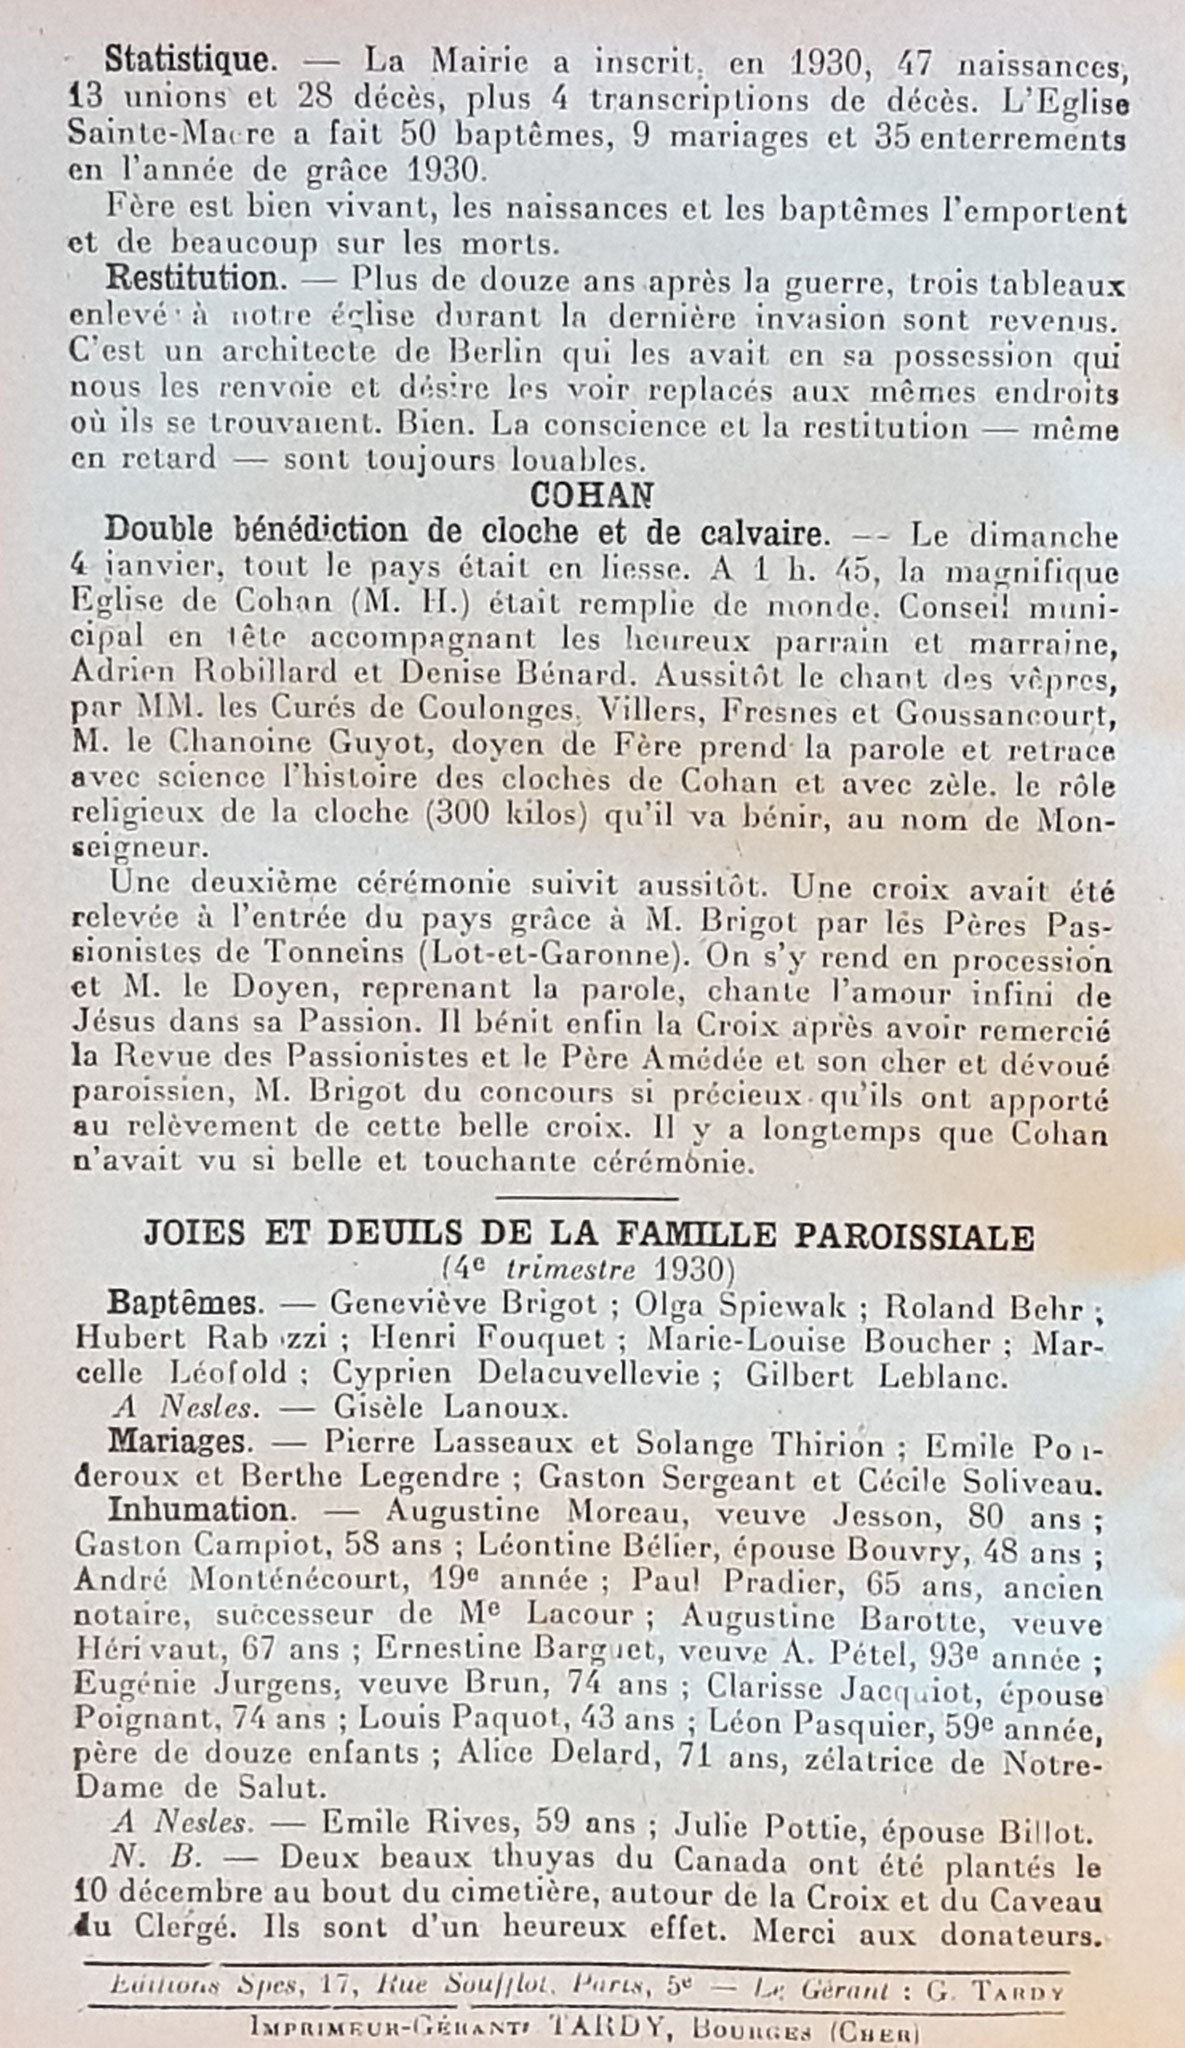 Statistique. — La Mairie a inscrit, en 1930, 47 naissances,
13 unions et 28 décès, plus 4 transcriptions de décès. L'Eglise
Sainte-Macre a fait 50 baptêmes, 9 mariages et 35 enterrements
en l'année de grâce 1930.
Fère est bien vivant, les naissances et les baptêmes l'emportent
et de beaucoup sur les morts.
Restitution. — Plus de douze ans après la guerre, trois tableaux
enlevés à notre église durant la dernière invasion sont revenus.
C'est un architecte de Berlin qui les avait en sa possession qui
nous les renvoie et désire les voir replacés aux mêmes endroits
où ils se trouvaient. Bien. La conscience et la restitution — même
en retard — sont toujours louables.
COHAN
Double bénédiction de cloche et de calvaire. -- Le dimanche
4 janvier, tout le pays était en liesse. A 1 h. 45, la magnifique
Eglise de Cohan (M. H.) était remplie de monde. Conseil muni-
cipal en tête accompagnant les heureux parrain et marraine,
Adrien Robillard et Denise Bénard. Aussitôt le chant des vêpres,
par MM. les Curés de Coulonges, Villers, Fresnes et Goussancourt,
M. le Chanoine Guyot, doyen de Fère prend la parole et retrace
avec science l'histoire des cloches de Cohan et avec zèle. le rôle
religieux de la cloche (300 kilos) qu'il va bénir, au nom de Mon-
seigneur.
Une deuxième cérémonie suivit aussitôt. Une croix avait été
relevée à l'entrée du pays grâce à M. Brigot par les Pères Pas-
sionistes de Tonneins (Lot-et-Garonne). On s'y rend en procession
et M. le Doyen, reprenant la parole, chante l'amour infini de
Jésus dans sa Passion. Il bénit enfin la Croix après avoir remercié
la Revue des Passionistes et le Père Amédée et son cher et dévoué
paroissien, M. Brigot du concours si précieux qu'ils ont apporté
au relèvement de cette belle croix. Il y a longtemps que Cohan
n'avait vu si belle et touchante cérémonie.
JOIES ET DEUILS DE LA FAMILLE PAROISSIALE
(4e trimestre 1930)
Baptêmes. — Geneviève Brigot ; Olga Spiewak ; Roland Behr ;
Hubert ; Henri Fouquet ; Marie-Louise Boucher ; Mar-
celle Léofold ; Cyprien Delacuvellevie ; Gilbert Leblanc.
A Nesles. — Gisèle Lanoux.
Mariages. — Pierre Lasseaux et Solange Thirion ; Emile
deroux et Berthe Legendre ; Gaston Sergeant et Cécile Soliveau.
Inhumation. — Augustine Moreau, veuve Jesson, 80 ans ;
Gaston Campiot, 58 ans ; Léontine Bélier, épouse Bouvry, 48 ans ;
André Monténécourt, 19e année ; Paul Pradier, 65 ans, ancien
notaire, successeur de Me Lacour ; Augustine Barotte, veuve
Hérivaut, 67 ans ; Ernestine Barguet, veuve A. Pétel, 93e année ;
Eugénie Jurgens, veuve Brun, 74 ans ; Clarisse Jacquiot, épouse
Poignant, 74 ans ; Louis Paquot, 43 ans ; Léon Pasquier, 59e année,
père de douze enfants ; Alice Delard, 71 ans, zélatrice de Notre-
Dame de Salut.
A Nesles. — Emile Rives, 59 ans ; Julie Pottie, épouse Billot.
N. B. — Deux beaux thuyas du Canada ont été plantés le
10 décembre au bout du cimetière, autour de la Croix et du Caveau
du Clergé. Ils sont d'un heureux effet. Merci aux donateurs.
Editions Spes, 17, Rue Soufflot, Paris, 5e — Le Gérant : G. TARDY
IMPRIMEUR-GÉRANT, TARDY, BOURGES (CHER)